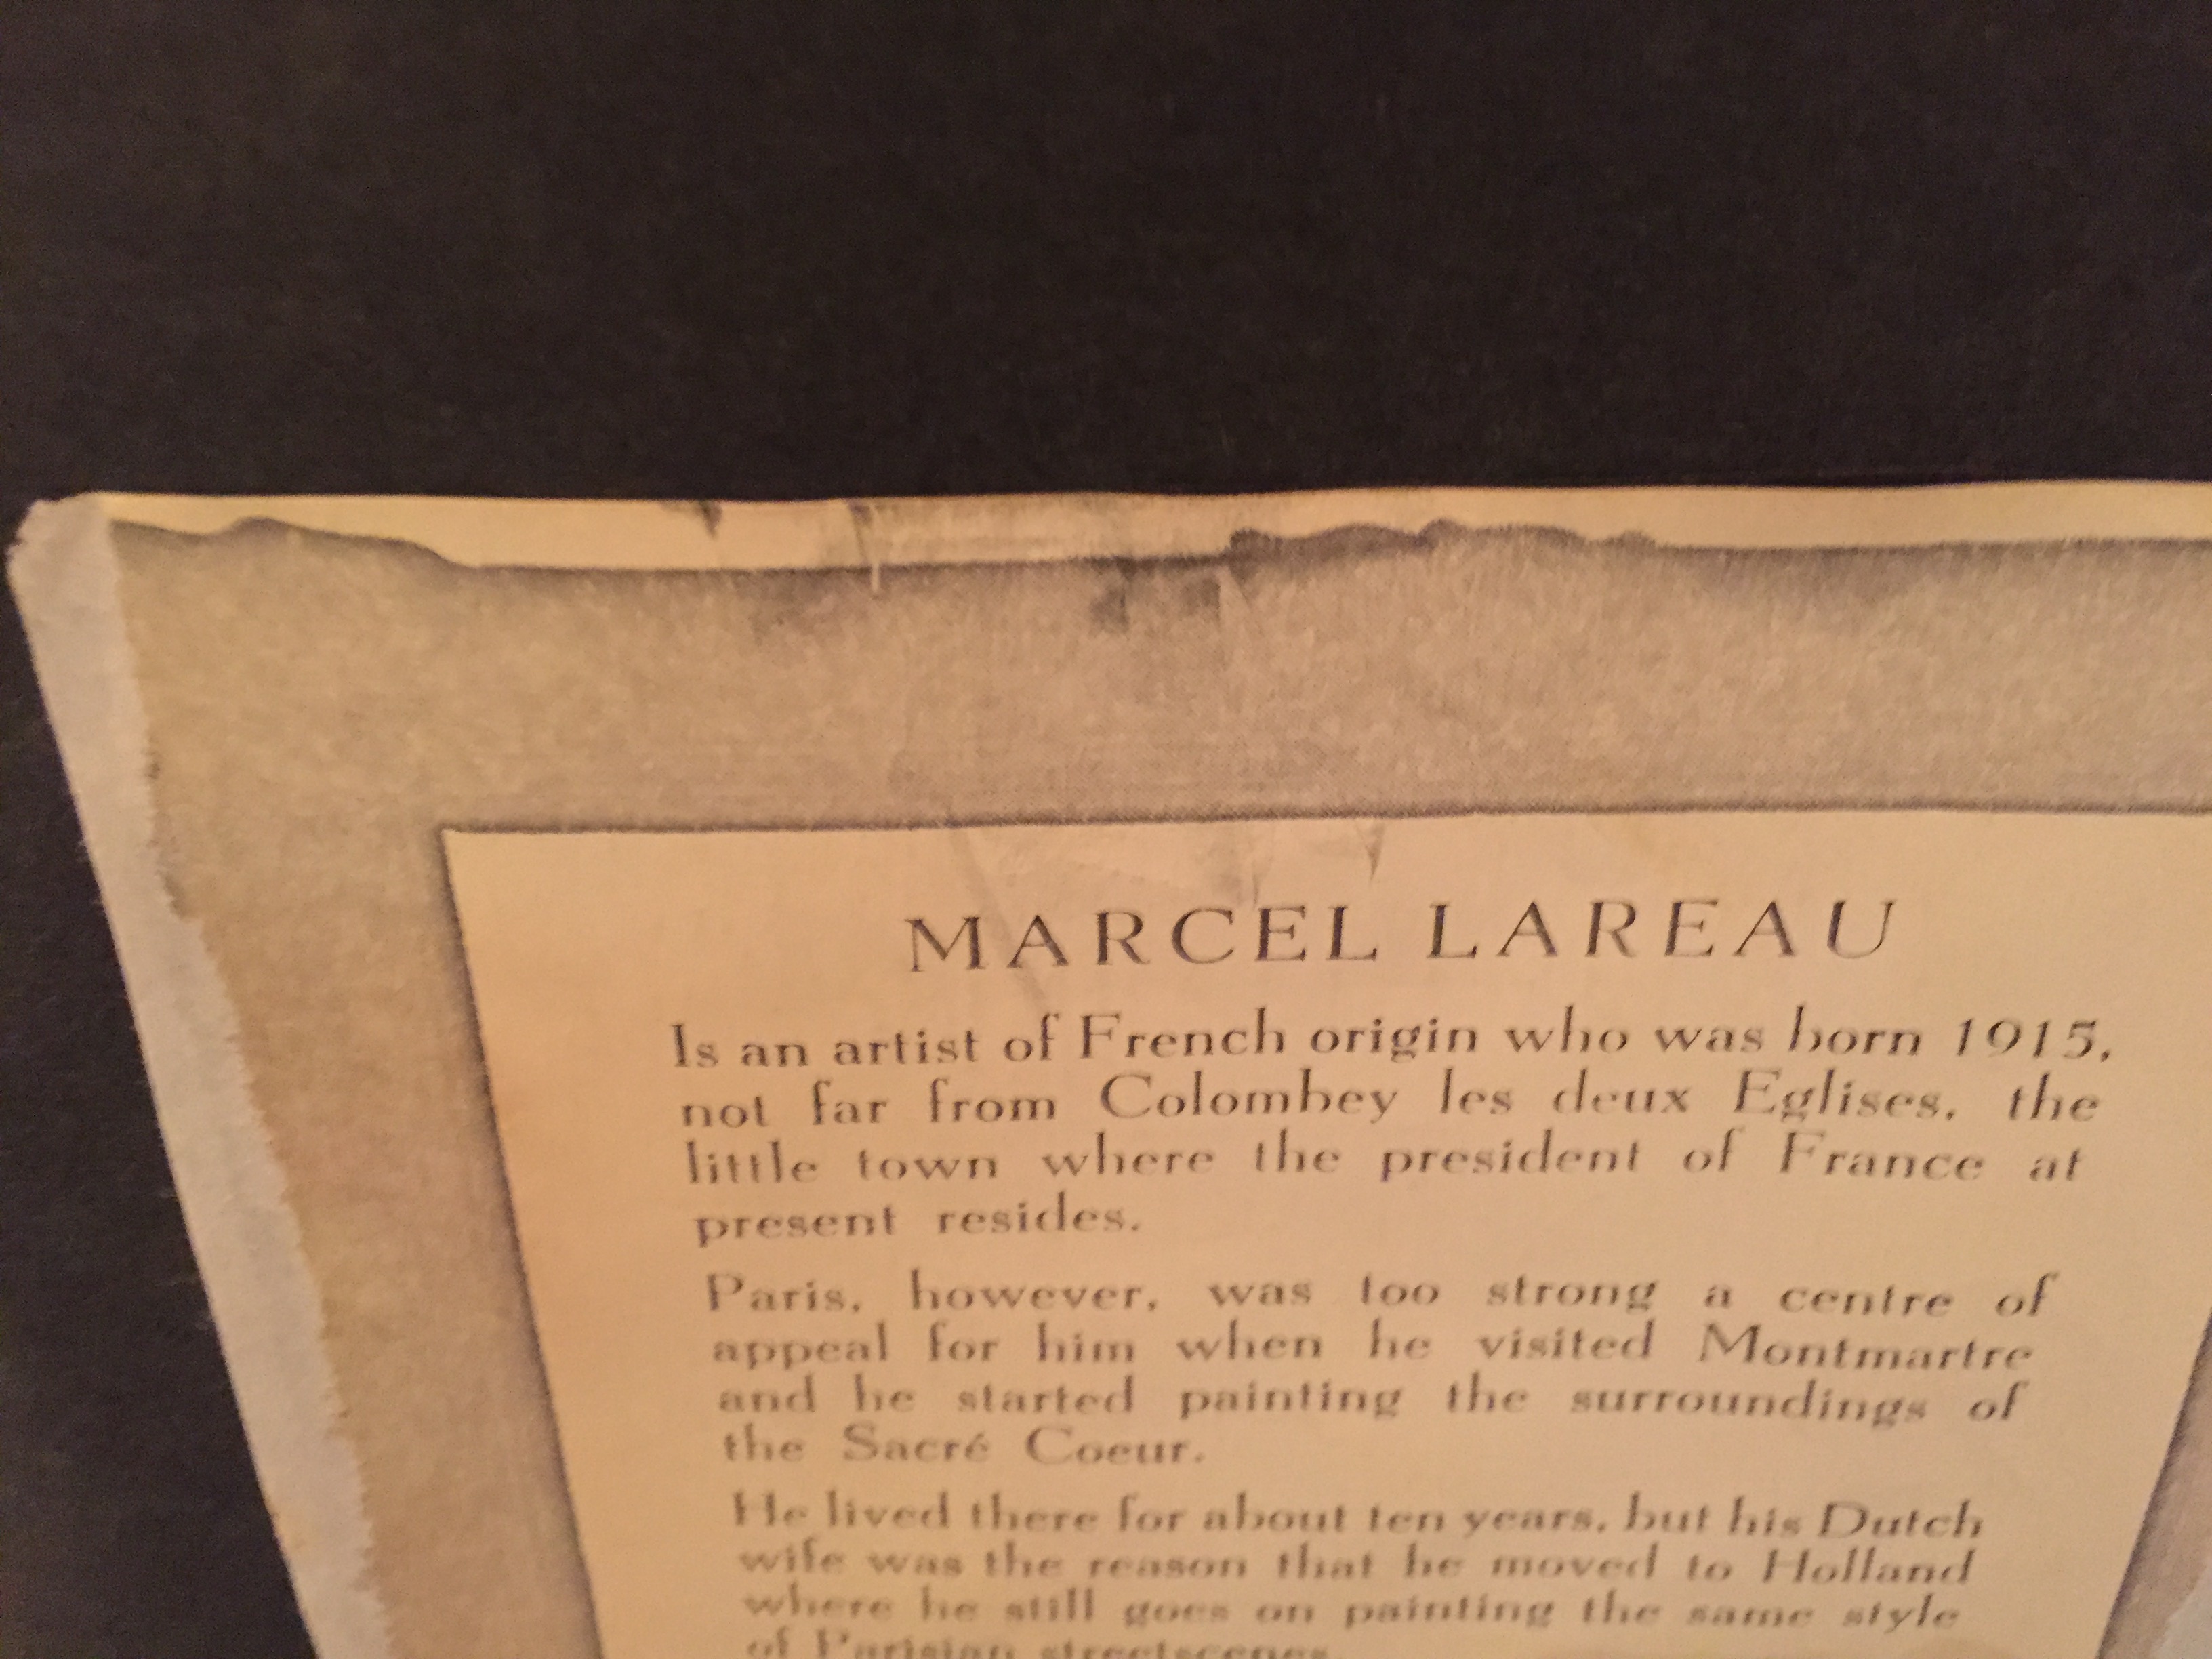 MARCEL LAREAU
Is an artist of French origin who was born 1915,
not far from Colombey les deux Eglises, the
little town where the president of France at
present resides.
Paris, however, was too strong a centre of
appeal for him when he visited Montmartre
and he started painting the surroundings of
the Sacré Coeur.
He lived there for about ten years, but his Dutch
wife was the reason that he moved to Holland
where he still goes on painting the same style
of Parisian streetscenes.